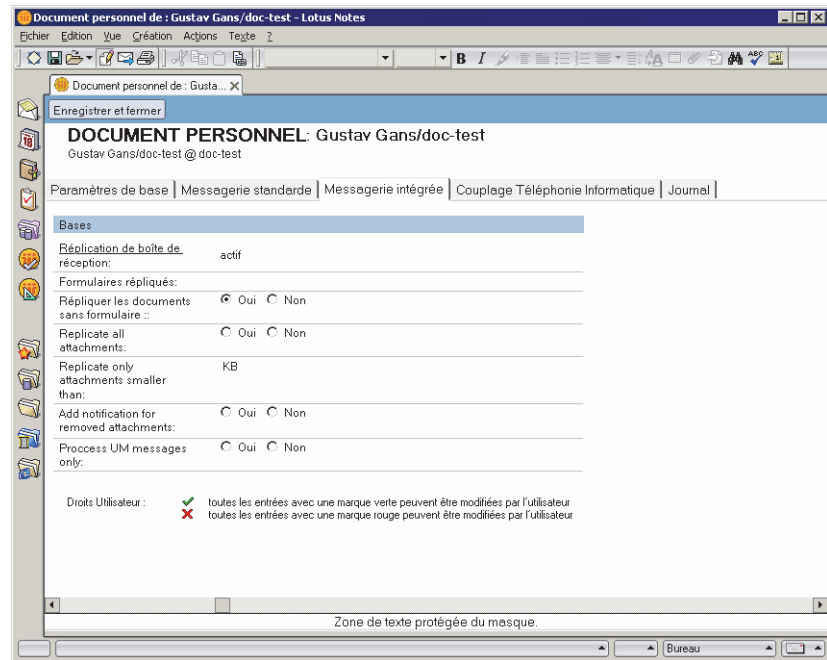 Document personnel de : Gustav Gans/doc-test - Lotus Notes
Fichier Edition Vue Création Actions Texte ?
B I
Document personnel de : Gusta...
Enregistrer et fermer
DOCUMENT PERSONNEL: Gustav Gans/doc-test
Gustav Gans/doc-test @ doc-test
Paramètres de base Messagerie standarde Messagerie intégrée Couplage Téléphonie Informatique Journal
Bases
Réplication de boîte de
réception: actif
Formulaires répliqués:
Répliquer les documents Oui Non
sans formulaire ::
Replicate all Oui Non
attachments:
Replicate only KB
attachments smaller
than:
Add notification for Oui Non
removed attachments:
Proccess UM messages Oui Non
only:
Droits Utilisateur : toutes les entrées avec une marque verte peuvent être modifiées par l'utilisateur
toutes les entrées avec une marque rouge peuvent être modifiées par l'utilisateur
Zone de texte protégée du masque.
Bureau